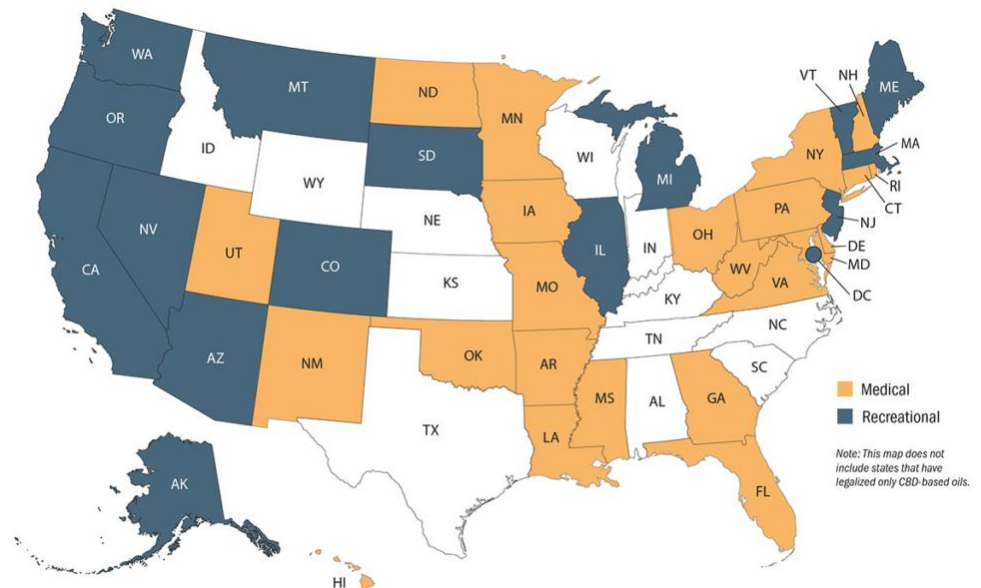 WA
MT
ND
MN
VT
NH
ME
OR
ID
SD
WI
MI
NY
MA
WY
RI
CT
NV
UT
NE
IA
IL
IN
OH
PA
NJ
CA
CO
KS
MO
WV
VA
DE
MD
KY
DC
AZ
NM
OK
AR
TN
NC
SC
MS
AL
GA
TX
LA
FL
AK
HI
Medical
Recreational
Note: This map does not
include states that have
legalized only CBD-based oils.